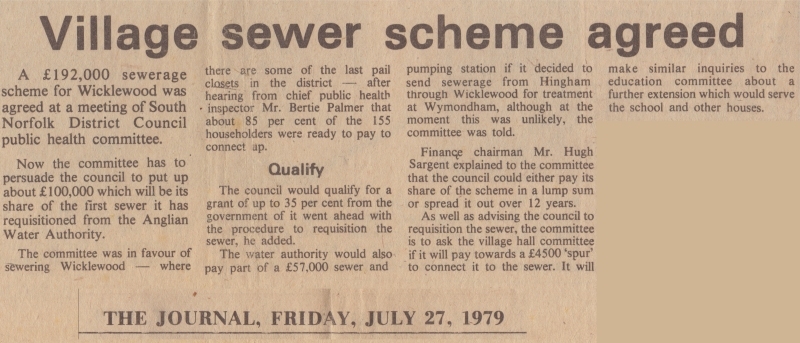 Village sewer scheme agreed
A £192,000 sewerage
scheme for Wicklewood was
agreed at a meeting of South
Norfolk District Council
public health committee.
Now the committee has to
persuade the council to put up
about £100,000 which will be its
share of the first sewer it has
requisitioned from the Anglian
Water Authority.
The committee was in favour of
sewering Wicklewood — where
there are some of the last pail
closets in the district — after
hearing from chief public health
inspector Mr. Bertie Palmer that
about 85 per cent of the 155
householders were ready to pay to
connect up.
Qualify
The council would qualify for a
grant of up to 35 per cent from the
government of it went ahead with
the procedure to requisition the
sewer, he added.
The water authority would also
pay part of a £57,000 sewer and
pumping station if it decided to
send sewerage from Hingham
through Wicklewood for treatment
at Wymondham, although at the
moment this was unlikely, the
committee was told.
Finance chairman Mr. Hugh
Sargent explained to the committee
that the council could either pay its
share of the scheme in a lump sum
or spread it out over 12 years.
As well as advising the council to
requisition the sewer, the committee
is to ask the village hall committee
if it will pay towards a £4500 'spur'
to connect it to the sewer. It will
make similar inquiries to the
education committee about a
further extension which would serve
the school and other houses.
THE JOURNAL, FRIDAY, JULY 27, 1979